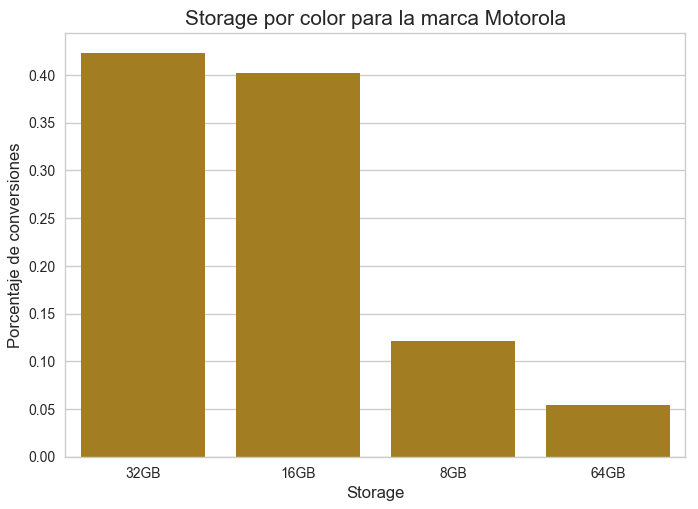 Storage por color para la marca Motorola
Porcentaje de conversiones
0.40
0.35
0.30
0.25
0.20
0.15
0.10
0.05
0.00
32GB
16GB
8GB
64GB
Storage